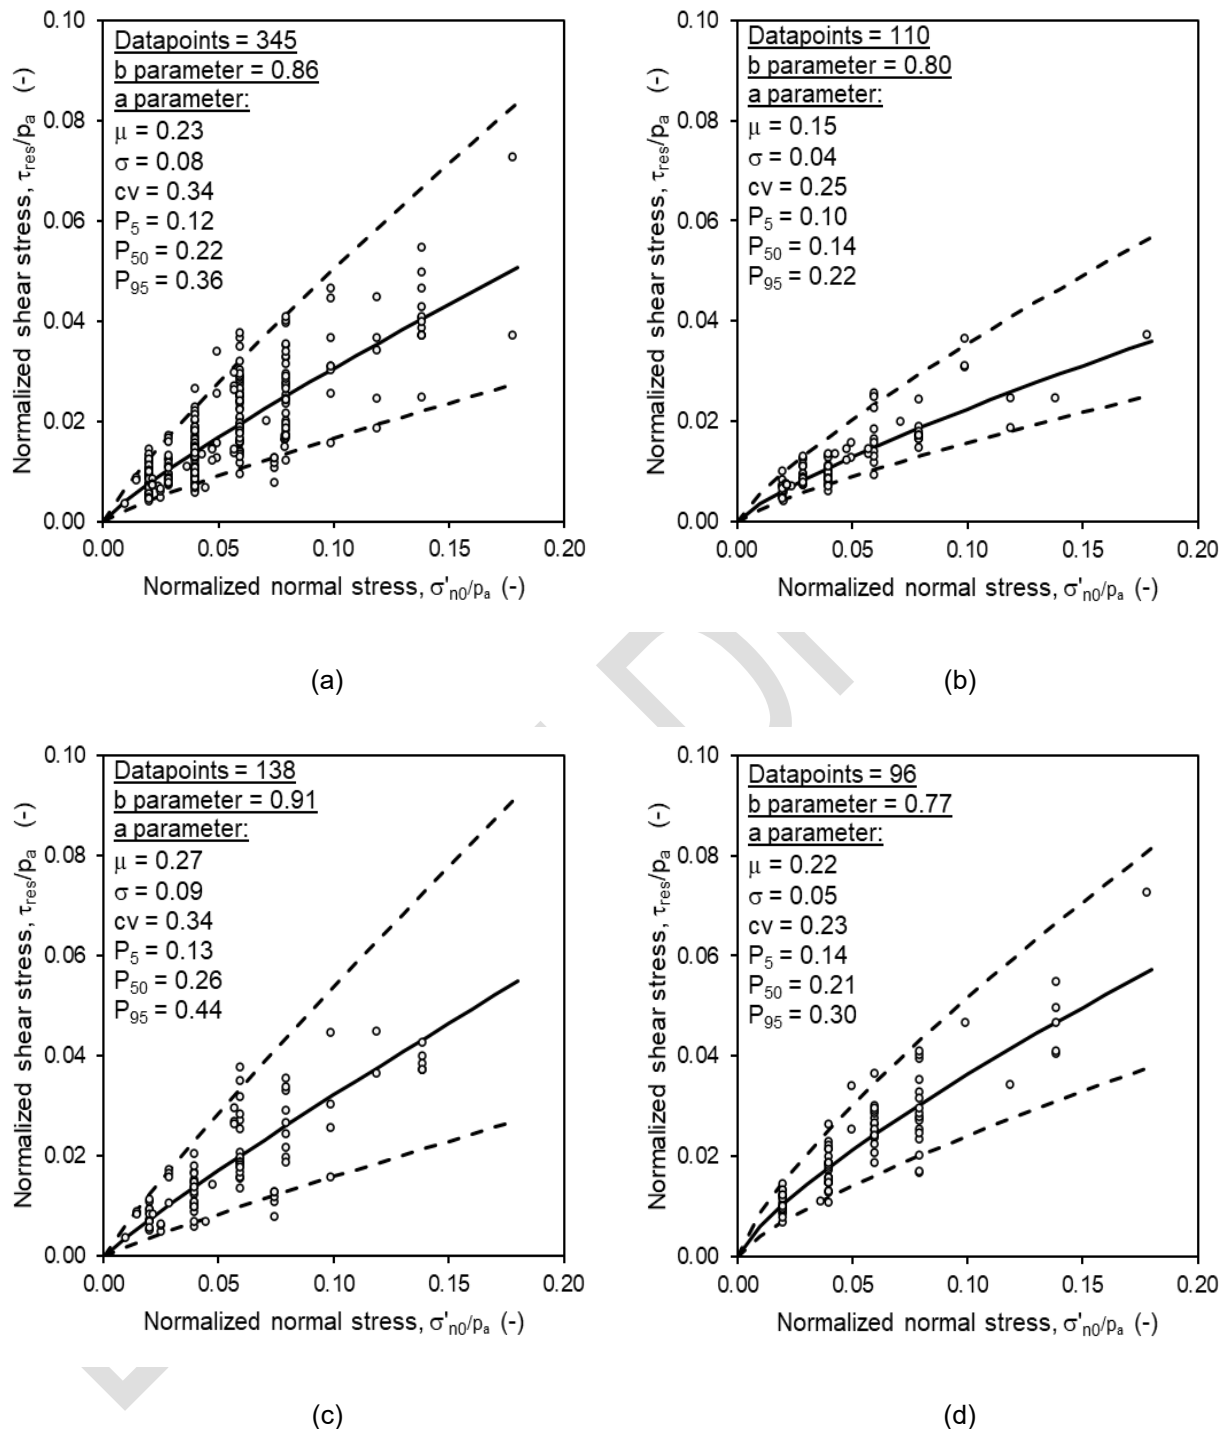 Datapoints = 345
b parameter = 0.86
a parameter:
μ = 0.23
σ = 0.08
cv = 0.34
P5 = 0.12
P50 = 0.22
P95 = 0.36
0.10
0.08
0.06
0.04
0.02
0.00
Normalized shear stress, τres/pa (-)
0.00 0.05 0.10 0.15 0.20
Normalized normal stress, σ'n0/pa (-)
(a)
Datapoints = 110
b parameter = 0.80
a parameter:
μ = 0.15
σ = 0.04
cv = 0.25
P5 = 0.10
P50 = 0.14
P95 = 0.22
0.10
0.08
0.06
0.04
0.02
0.00
Normalized shear stress, τres/pa (-)
0.00 0.05 0.10 0.15 0.20
Normalized normal stress, σ'n0/pa (-)
(b)
Datapoints = 138
b parameter = 0.91
a parameter:
μ = 0.27
σ = 0.09
cv = 0.34
P5 = 0.13
P50 = 0.26
P95 = 0.44
0.10
0.08
0.06
0.04
0.02
0.00
Normalized shear stress, τres/pa (-)
0.00 0.05 0.10 0.15 0.20
Normalized normal stress, σ'n0/pa (-)
(c)
Datapoints = 96
b parameter = 0.77
a parameter:
μ = 0.22
σ = 0.05
cv = 0.23
P5 = 0.14
P50 = 0.21
P95 = 0.30
0.10
0.08
0.06
0.04
0.02
0.00
Normalized shear stress, τres/pa (-)
0.00 0.05 0.10 0.15 0.20
Normalized normal stress, σ'n0/pa (-)
(d)